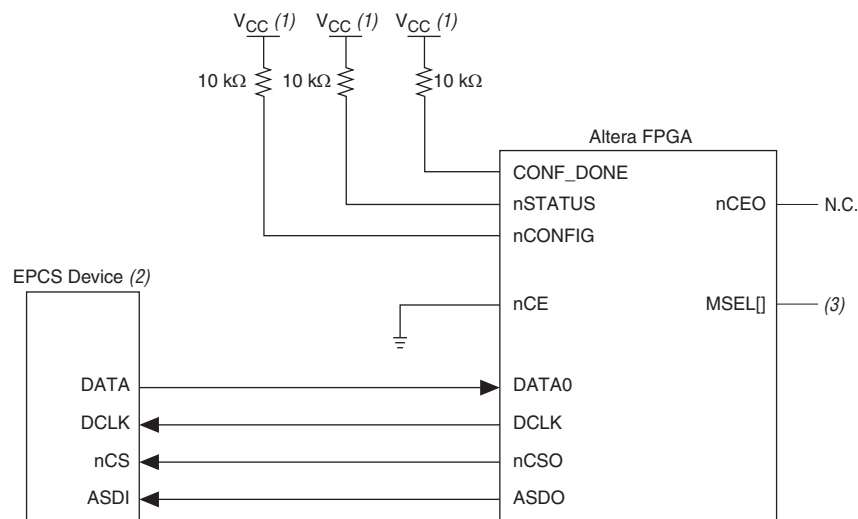 VCC (1) VCC (1) VCC (1)
10 kΩ 10 kΩ 10 kΩ
Altera FPGA
CONF_DONE
nSTATUS nCEO N.C.
nCONFIG
EPCS Device (2)
nCE MSEL[] (3)
DATA DATA0
DCLK DCLK
nCS nCSO
ASDI ASDO